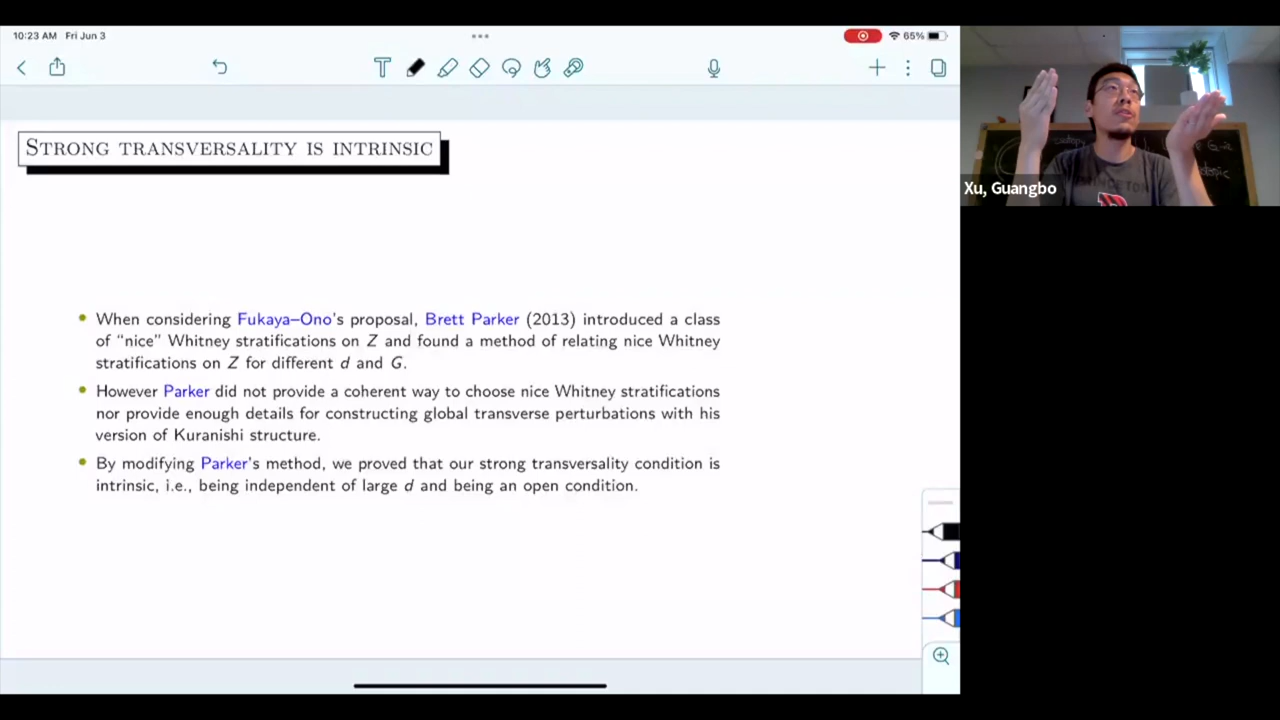 10:23 AM Fri Jun 3
65%
STRONG TRANSVERSALITY IS INTRINSIC
Xu, Guangbo
• When considering Fukaya–Ono's proposal, Brett Parker (2013) introduced a class
of “nice” Whitney stratifications on Z and found a method of relating nice Whitney
stratifications on Z for different d and G.
• However Parker did not provide a coherent way to choose nice Whitney stratifications
nor provide enough details for constructing global transverse perturbations with his
version of Kuranishi structure.
• By modifying Parker's method, we proved that our strong transversality condition is
intrinsic, i.e., being independent of large d and being an open condition.